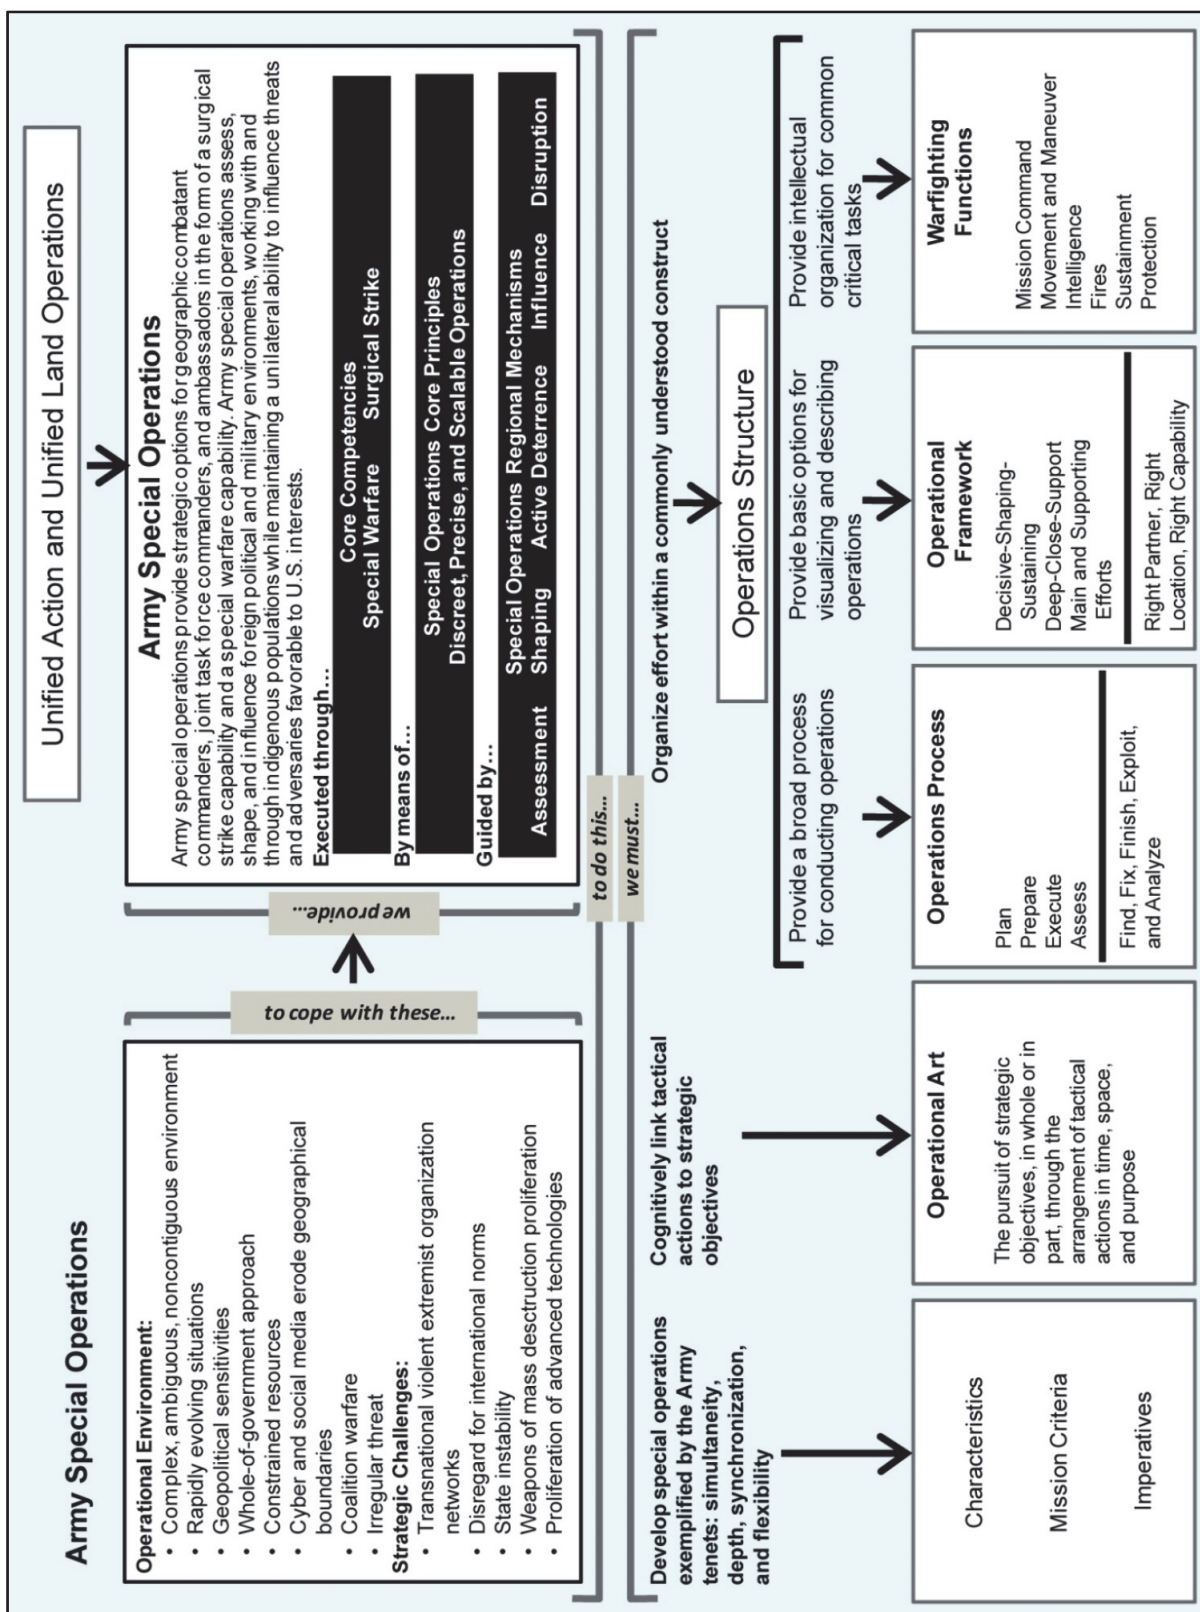 Army Special Operations
Unified Action and Unified Land Operations
Operational Environment:
• Complex, ambiguous, noncontiguous environment
• Rapidly evolving situations
• Geopolitical sensitivities
• Whole-of-government approach
• Constrained resources
• Cyber and social media erode geographical
boundaries
• Coalition warfare
• Irregular threat
Strategic Challenges:
• Transnational violent extremist organization
networks
• Disregard for international norms
• State instability
• Weapons of mass desctruction proliferation
• Proliferation of advanced technologies
to cope with these...
we provide...
Army Special Operations
Army special operations provide strategic options for geographic combatant
commanders, joint task force commanders, and ambassadors in the form of a surgical
strike capability and a special warfare capability. Army special operations assess,
shape, and influence foreign political and military environments, working with and
through indigenous populations while maintaining a unilateral ability to influence threats
and adversaries favorable to U.S. interests.
Executed through...
Core Competencies
Special Warfare Surgical Strike
By means of...
Special Operations Core Principles
Discreet, Precise, and Scalable Operations
Guided by...
Special Operations Regional Mechanisms
Assessment Shaping Active Deterrence Influence Disruption
to do this...
we must...
Develop special operations
exemplified by the Army
tenets: simultaneity,
depth, synchronization,
and flexibility
Cognitively link tactical
actions to strategic
objectives
Organize effort within a commonly understood construct
Operations Structure
Provide a broad process
for conducting operations
Provide basic options for
visualizing and describing
operations
Provide intellectual
organization for common
critical tasks
Characteristics
Mission Criteria
Imperatives
Operational Art
The pursuit of strategic
objectives, in whole or in
part, through the
arrangement of tactical
actions in time, space,
and purpose
Operations Process
Plan
Prepare
Execute
Assess
Find, Fix, Finish, Exploit,
and Analyze
Operational
Framework
Decisive-Shaping-
Sustaining
Deep-Close-Support
Main and Supporting
Efforts
Right Partner, Right
Location, Right Capability
Warfighting
Functions
Mission Command
Movement and Maneuver
Intelligence
Fires
Sustainment
Protection